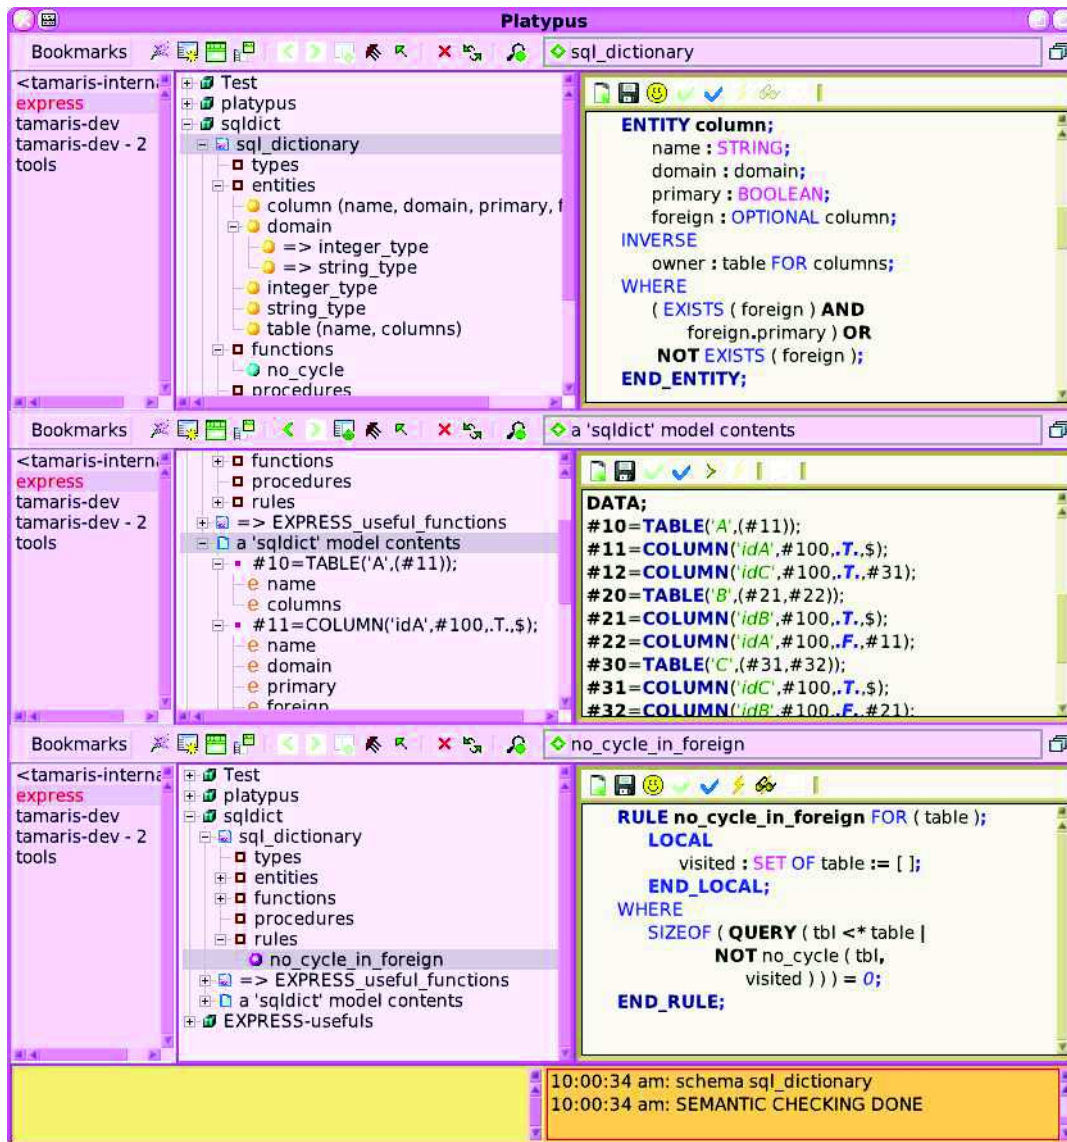 Platypus
Bookmarks
sql_dictionary
<tamaris-interna
express
tamaris-dev
tamaris-dev - 2
tools
Test
platypus
sqldict
sql_dictionary
types
entities
column (name, domain, primary, f
domain
=> integer_type
=> string_type
integer_type
string_type
table (name, columns)
functions
no_cycle
procedures
ENTITY column;
name : STRING;
domain : domain;
primary : BOOLEAN;
foreign : OPTIONAL column;
INVERSE
owner : table FOR columns;
WHERE
( EXISTS ( foreign ) AND
foreign.primary ) OR
NOT EXISTS ( foreign );
END_ENTITY;
Bookmarks
a 'sqldict' model contents
<tamaris-interna
express
tamaris-dev
tamaris-dev - 2
tools
functions
procedures
rules
=> EXPRESS_useful_functions
a 'sqldict' model contents
#10=TABLE('A',(#11));
name
columns
#11=COLUMN('idA',#100,.T.,$);
name
domain
primary
foreign
DATA;
#10=TABLE('A',(#11));
#11=COLUMN('idA',#100,.T.,$);
#12=COLUMN('idC',#100,.T.,#31);
#20=TABLE('B',(#21,#22));
#21=COLUMN('idB',#100,.T.,$);
#22=COLUMN('idA',#100,.F.,#11);
#30=TABLE('C',(#31,#32));
#31=COLUMN('idC',#100,.T.,$);
#32=COLUMN('idB',#100,.F.,#21);
Bookmarks
no_cycle_in_foreign
<tamaris-interna
express
tamaris-dev
tamaris-dev - 2
tools
Test
platypus
sqldict
sql_dictionary
types
entities
functions
procedures
rules
no_cycle_in_foreign
=> EXPRESS_useful_functions
a 'sqldict' model contents
EXPRESS-usefuls
RULE no_cycle_in_foreign FOR ( table );
LOCAL
visited : SET OF table := [ ];
END_LOCAL;
WHERE
SIZEOF ( QUERY ( tbl <* table |
NOT no_cycle ( tbl,
visited ) ) ) = 0;
END_RULE;
10:00:34 am: schema sql_dictionary
10:00:34 am: SEMANTIC CHECKING DONE